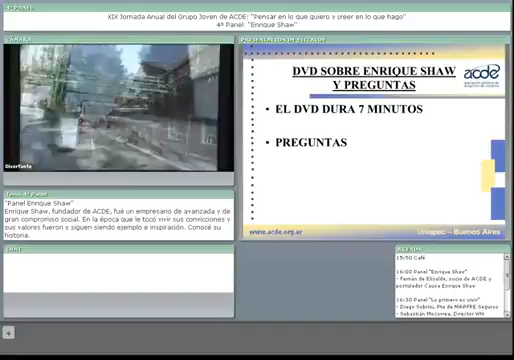 XIX Jornada Anual del Grupo Joven de ACDE: "Pensar en lo que quiero y creer en lo que hago"
4º Panel: "Enrique Shaw"
Disertante
DVD SOBRE ENRIQUE SHAW
Y PREGUNTAS
acde
• EL DVD DURA 7 MINUTOS
• PREGUNTAS
www.acde.org.ar
Uniapac – Buenos Aires
"Panel Enrique Shaw"
Enrique Shaw, fundador de ACDE, fué un empresario de avanzada y de
gran compromiso social. En la época que le tocó vivir sus convicciones y
sus valores fueron y siguen siendo ejemplo e inspiración. Conocé su
historia.
CHAT
AGENDA
15:50 Café
16:00 Panel "Enrique Shaw"
- Fernán de Elizalde, socio de ACDE y
postulador Causa Enrique Shaw
16:30 Panel "Lo primero es vivir"
- Diego Sobrini, Pte de MAPFRE Seguros